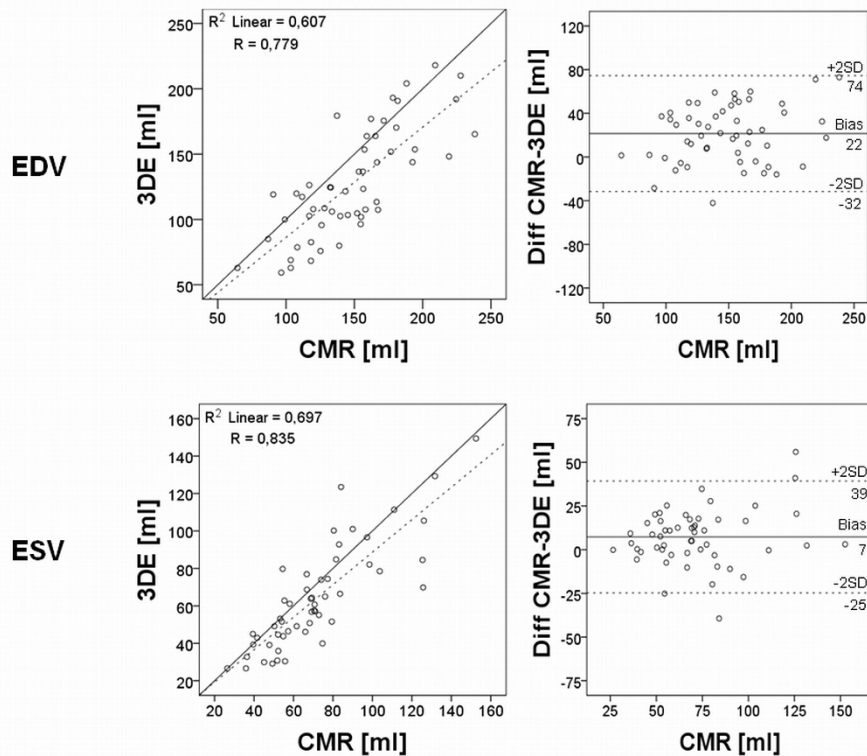 EDV
R² Linear = 0,607
R = 0,779
3DE [ml]
250
200
150
100
50
50 100 150 200 250
CMR [ml]
Diff CMR-3DE [ml]
120
80
40
0
-40
-80
-120
+2SD
74
Bias
22
-2SD
-32
50 100 150 200 250
CMR [ml]
ESV
R² Linear = 0,697
R = 0,835
3DE [ml]
160
140
120
100
80
60
40
20
20 40 60 80 100 120 140 160
CMR [ml]
Diff CMR-3DE [ml]
75
50
25
0
-25
-50
-75
+2SD
39
Bias
7
-2SD
-25
25 50 75 100 125 150
CMR [ml]